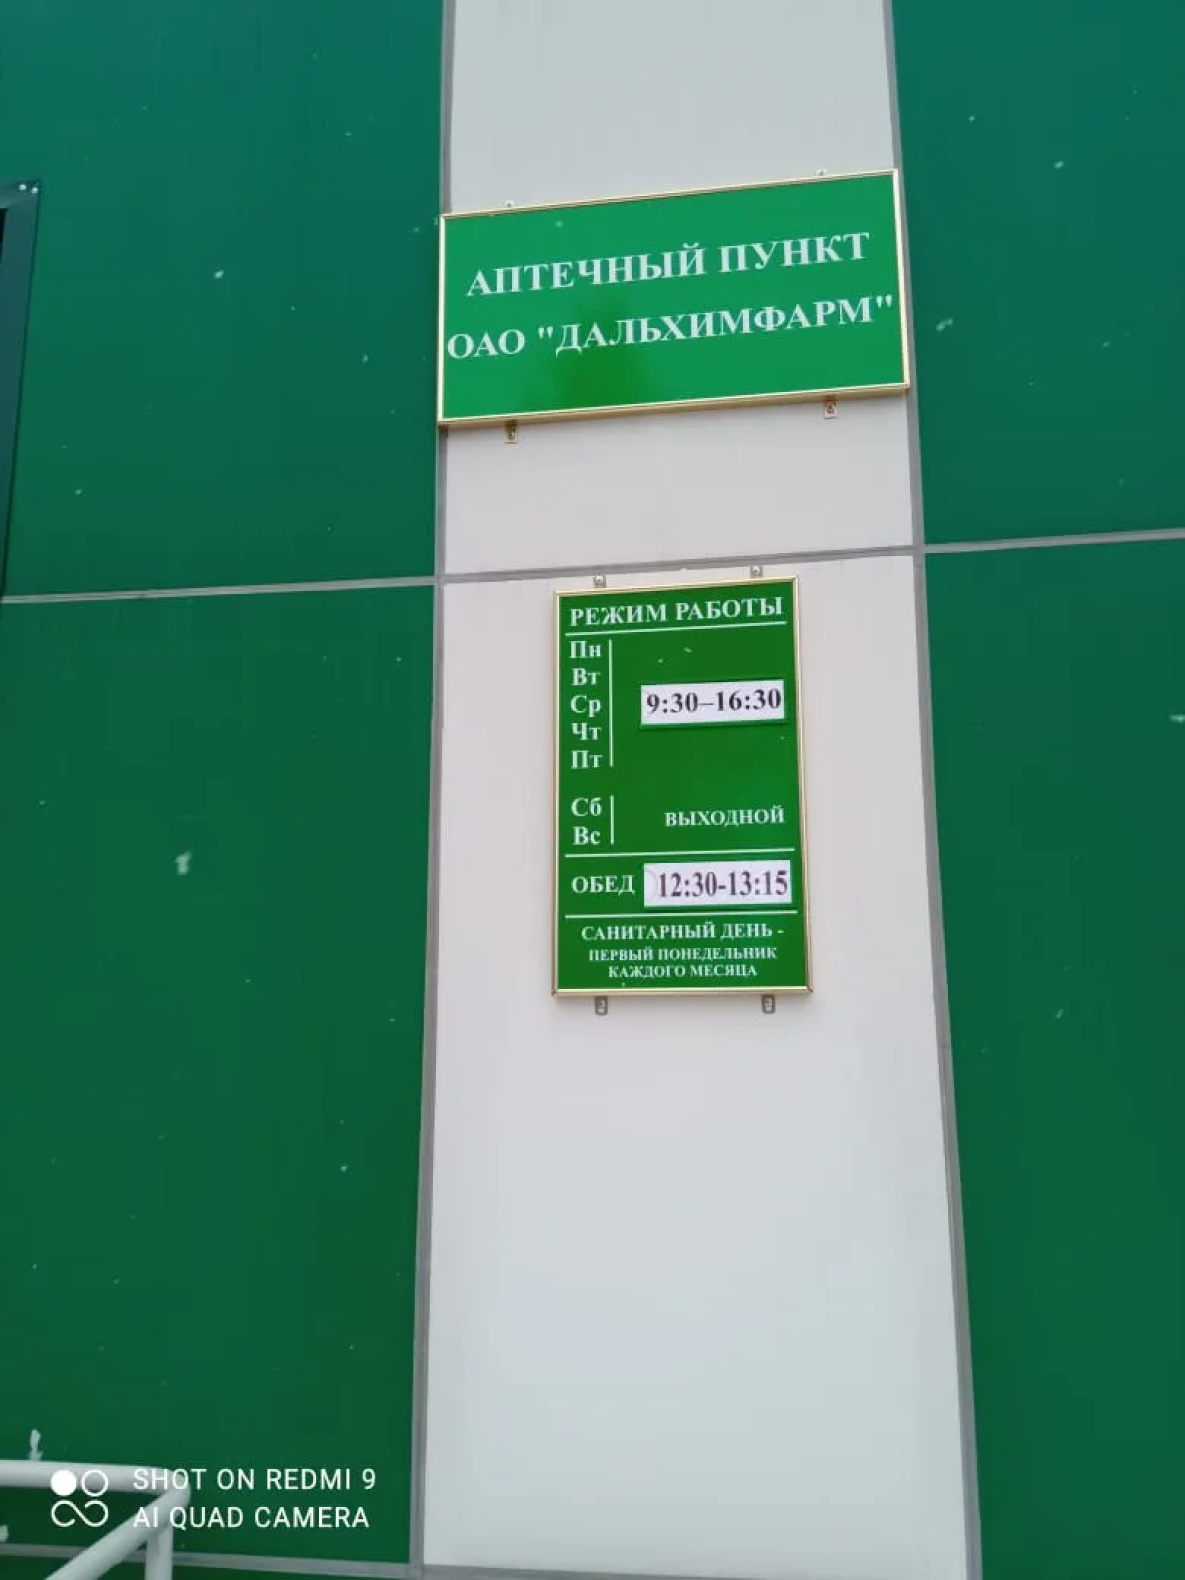 АПТЕЧНЫЙ ПУНКТ
ОАО "ДАЛЬХИМФАРМ"
РЕЖИМ РАБОТЫ
Пн
Вт
Ср 9:30–16:30
Чт
Пт
Сб
ВЫХОДНОЙ
Вс
ОБЕД 12:30-13:15
САНИТАРНЫЙ ДЕНЬ -
ПЕРВЫЙ ПОНЕДЕЛЬНИК
КАЖДОГО МЕСЯЦА
SHOT ON REDMI 9
AI QUAD CAMERA